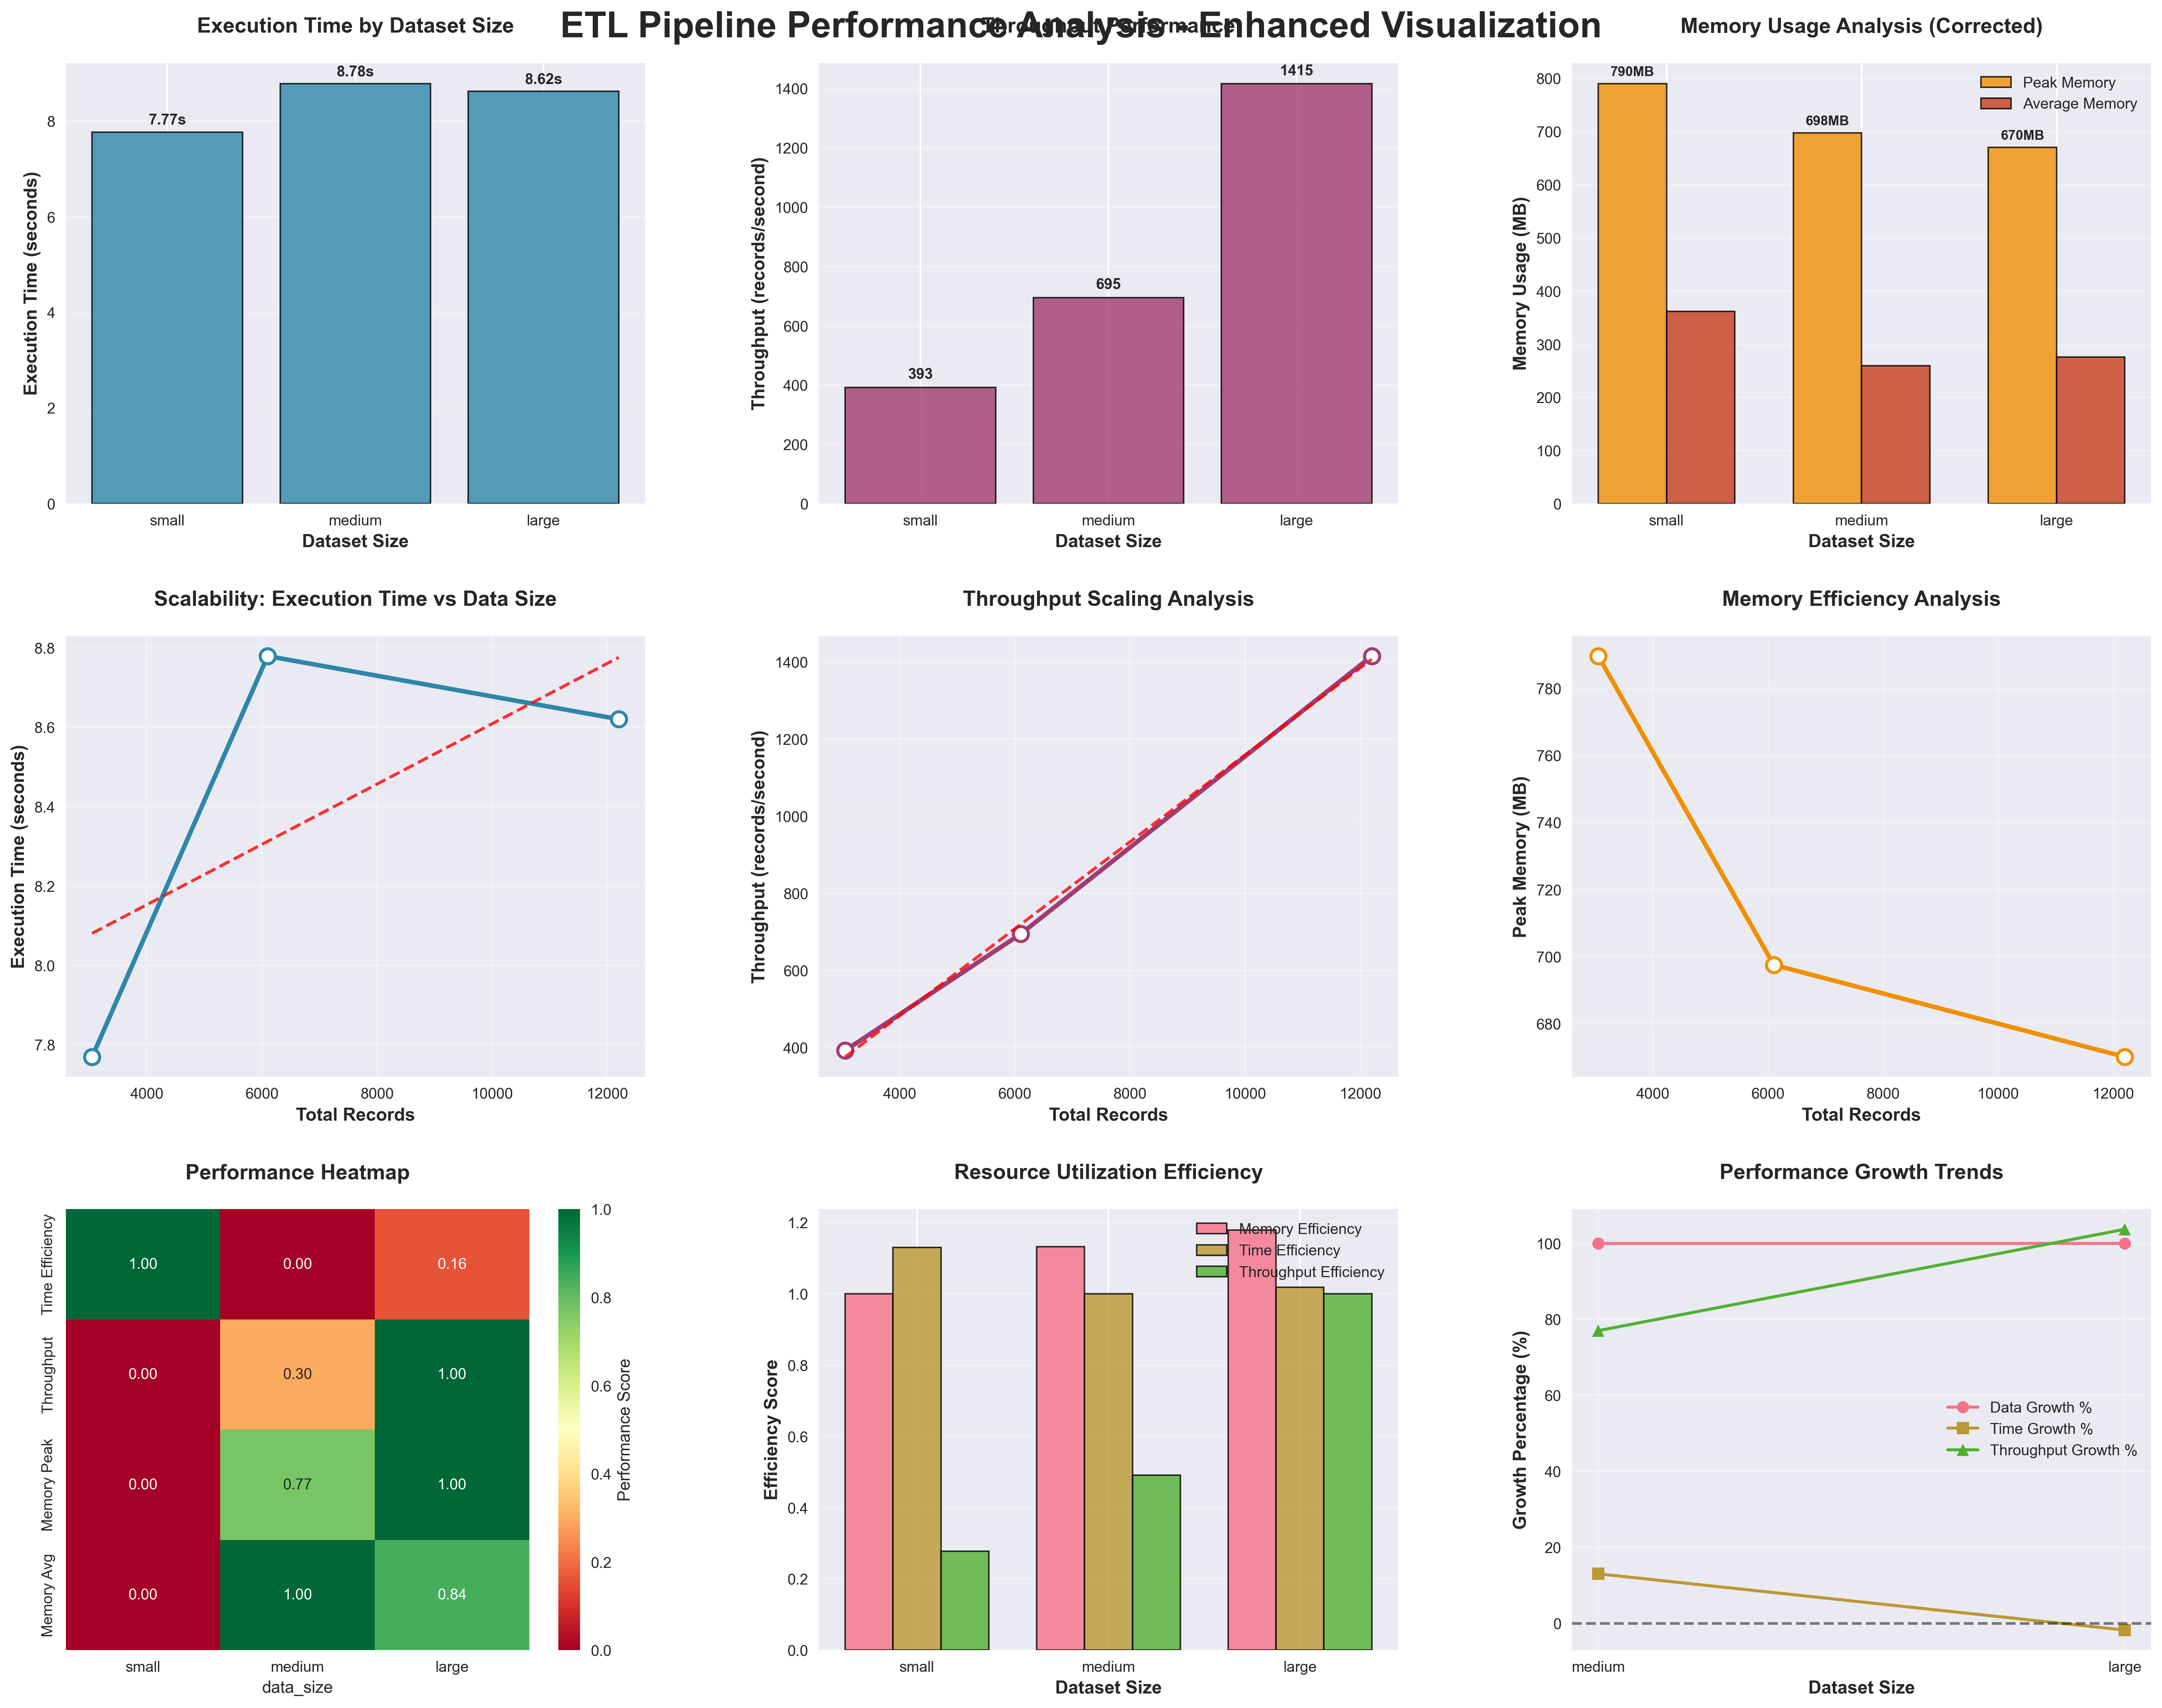 ETL Pipeline Performance Analysis - Enhanced Visualization
Execution Time by Dataset Size
Execution Time (seconds)
8
6
4
2
0
7.77s
8.78s
8.62s
small
medium
large
Dataset Size
Throughput Performance
Throughput (records/second)
1400
1200
1000
800
600
400
200
0
393
695
1415
small
medium
large
Dataset Size
Memory Usage Analysis (Corrected)
Memory Usage (MB)
800
700
600
500
400
300
200
100
0
790MB
698MB
670MB
Peak Memory
Average Memory
small
medium
large
Dataset Size
Scalability: Execution Time vs Data Size
Execution Time (seconds)
8.8
8.6
8.4
8.2
8.0
7.8
4000
6000
8000
10000
12000
Total Records
Throughput Scaling Analysis
Throughput (records/second)
1400
1200
1000
800
600
400
4000
6000
8000
10000
12000
Total Records
Memory Efficiency Analysis
Peak Memory (MB)
780
760
740
720
700
680
4000
6000
8000
10000
12000
Total Records
Performance Heatmap
Time Efficiency
1.00
0.00
0.16
Throughput
0.00
0.30
1.00
Memory Peak
0.00
0.77
1.00
Memory Avg
0.00
1.00
0.84
small
medium
large
data_size
1.0
0.8
0.6
0.4
0.2
0.0
Performance Score
Resource Utilization Efficiency
Efficiency Score
1.2
1.0
0.8
0.6
0.4
0.2
0.0
Memory Efficiency
Time Efficiency
Throughput Efficiency
small
medium
large
Dataset Size
Performance Growth Trends
Growth Percentage (%)
100
80
60
40
20
0
Data Growth %
Time Growth %
Throughput Growth %
medium
large
Dataset Size